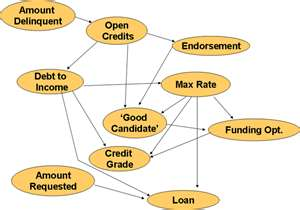 Amount
Delinquent
Open
Credits
Endorsement
Debt to
Income
Max Rate
‘Good
Candidate’
Funding Opt.
Credit
Grade
Amount
Requested
Loan